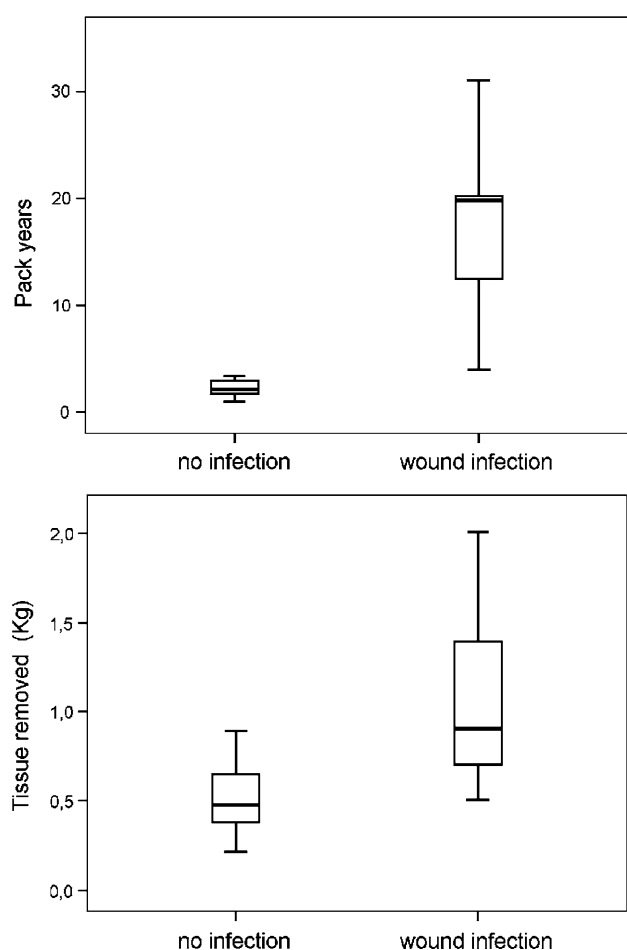 Pack years
30
20
10
0
no infection
wound infection
Tissue removed (Kg)
2,0
1,5
1,0
0,5
0,0
no infection
wound infection